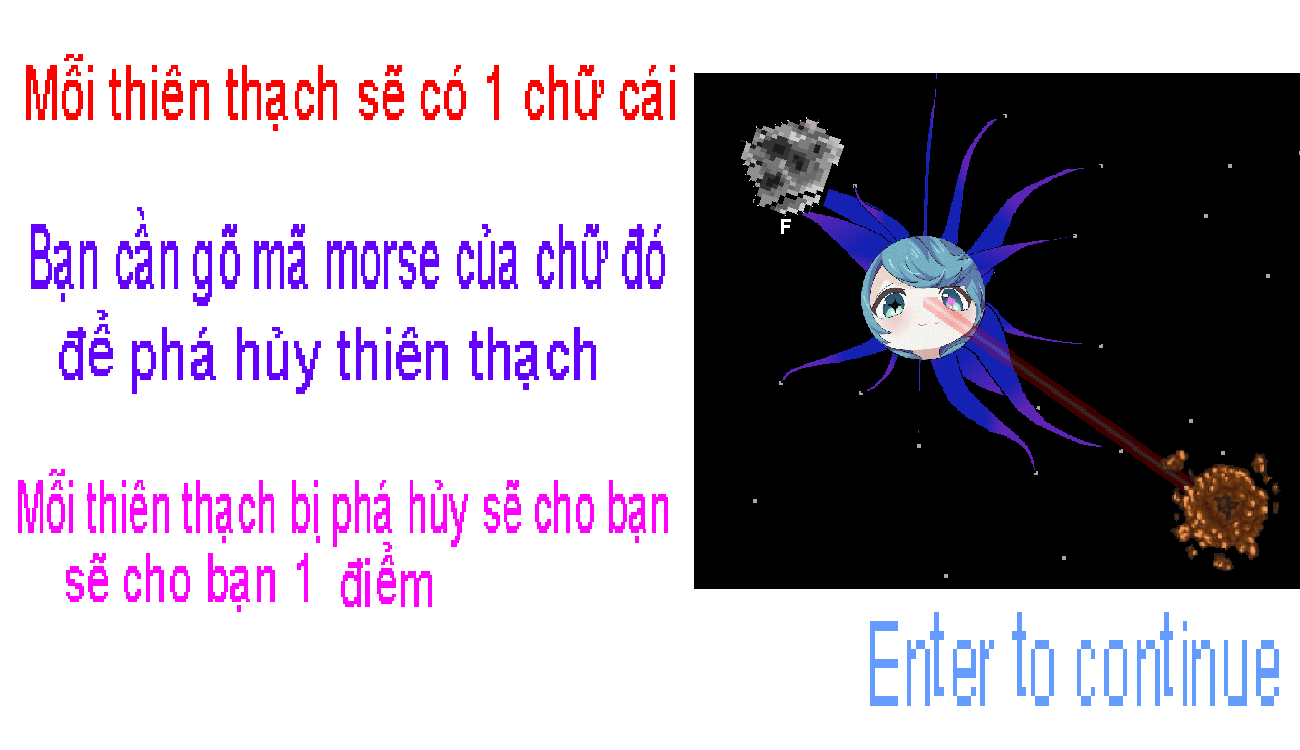 Mỗi thiên thạch sẽ có 1 chữ cái
Bạn cần gõ mã morse của chữ đó
để phá hủy thiên thạch
Mỗi thiên thạch bị phá hủy sẽ cho bạn
sẽ cho bạn 1 điểm
F
Enter to continue